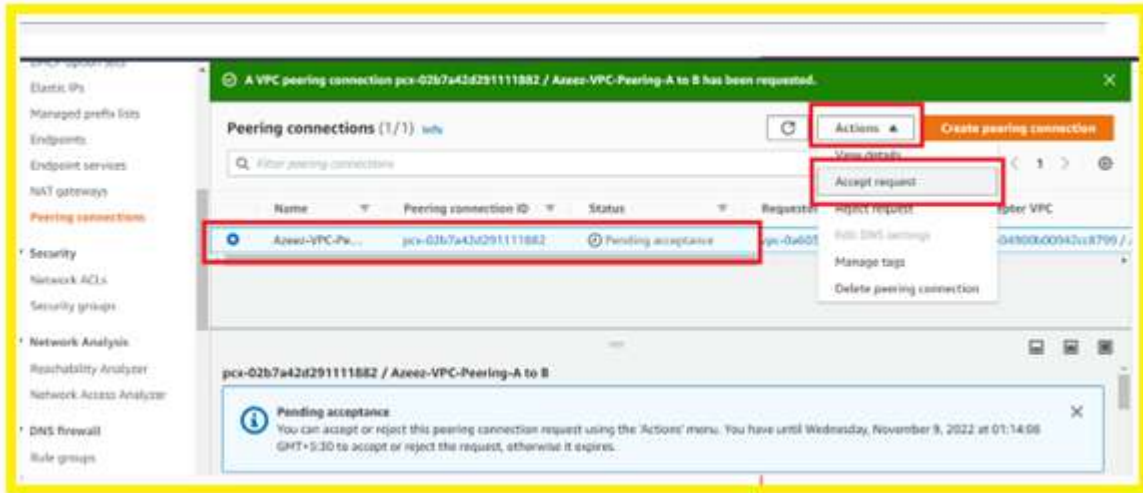 Elastic IPs
Managed prefix lists
Endpoints
Endpoint services
NAT gateways
Peering connections
Security
Network ACLs
Security groups
Network Analysis
Reachability Analyzer
Network Access Analyzer
DNS firewall
Rule groups
A VPC peering connection pcx-02b7a42d291111882 / Azeez-VPC-Peering-A to B has been requested.
Peering connections (1/1) Info
Actions
Create peering connection
Filter peering connections
1
View details
Accept request
Reject request
Edit DNS settings
Manage tags
Delete peering connection
Name Peering connection ID Status Requester VPC
Azeez-VPC-Pe... pcx-02b7a42d291111882 Pending acceptance
pcx-02b7a42d291111882 / Azeez-VPC-Peering-A to B
Pending acceptance
You can accept or reject this peering connection request using the 'Actions' menu. You have until Wednesday, November 9, 2022 at 01:14:06
GMT+5:30 to accept or reject the request, otherwise it expires.